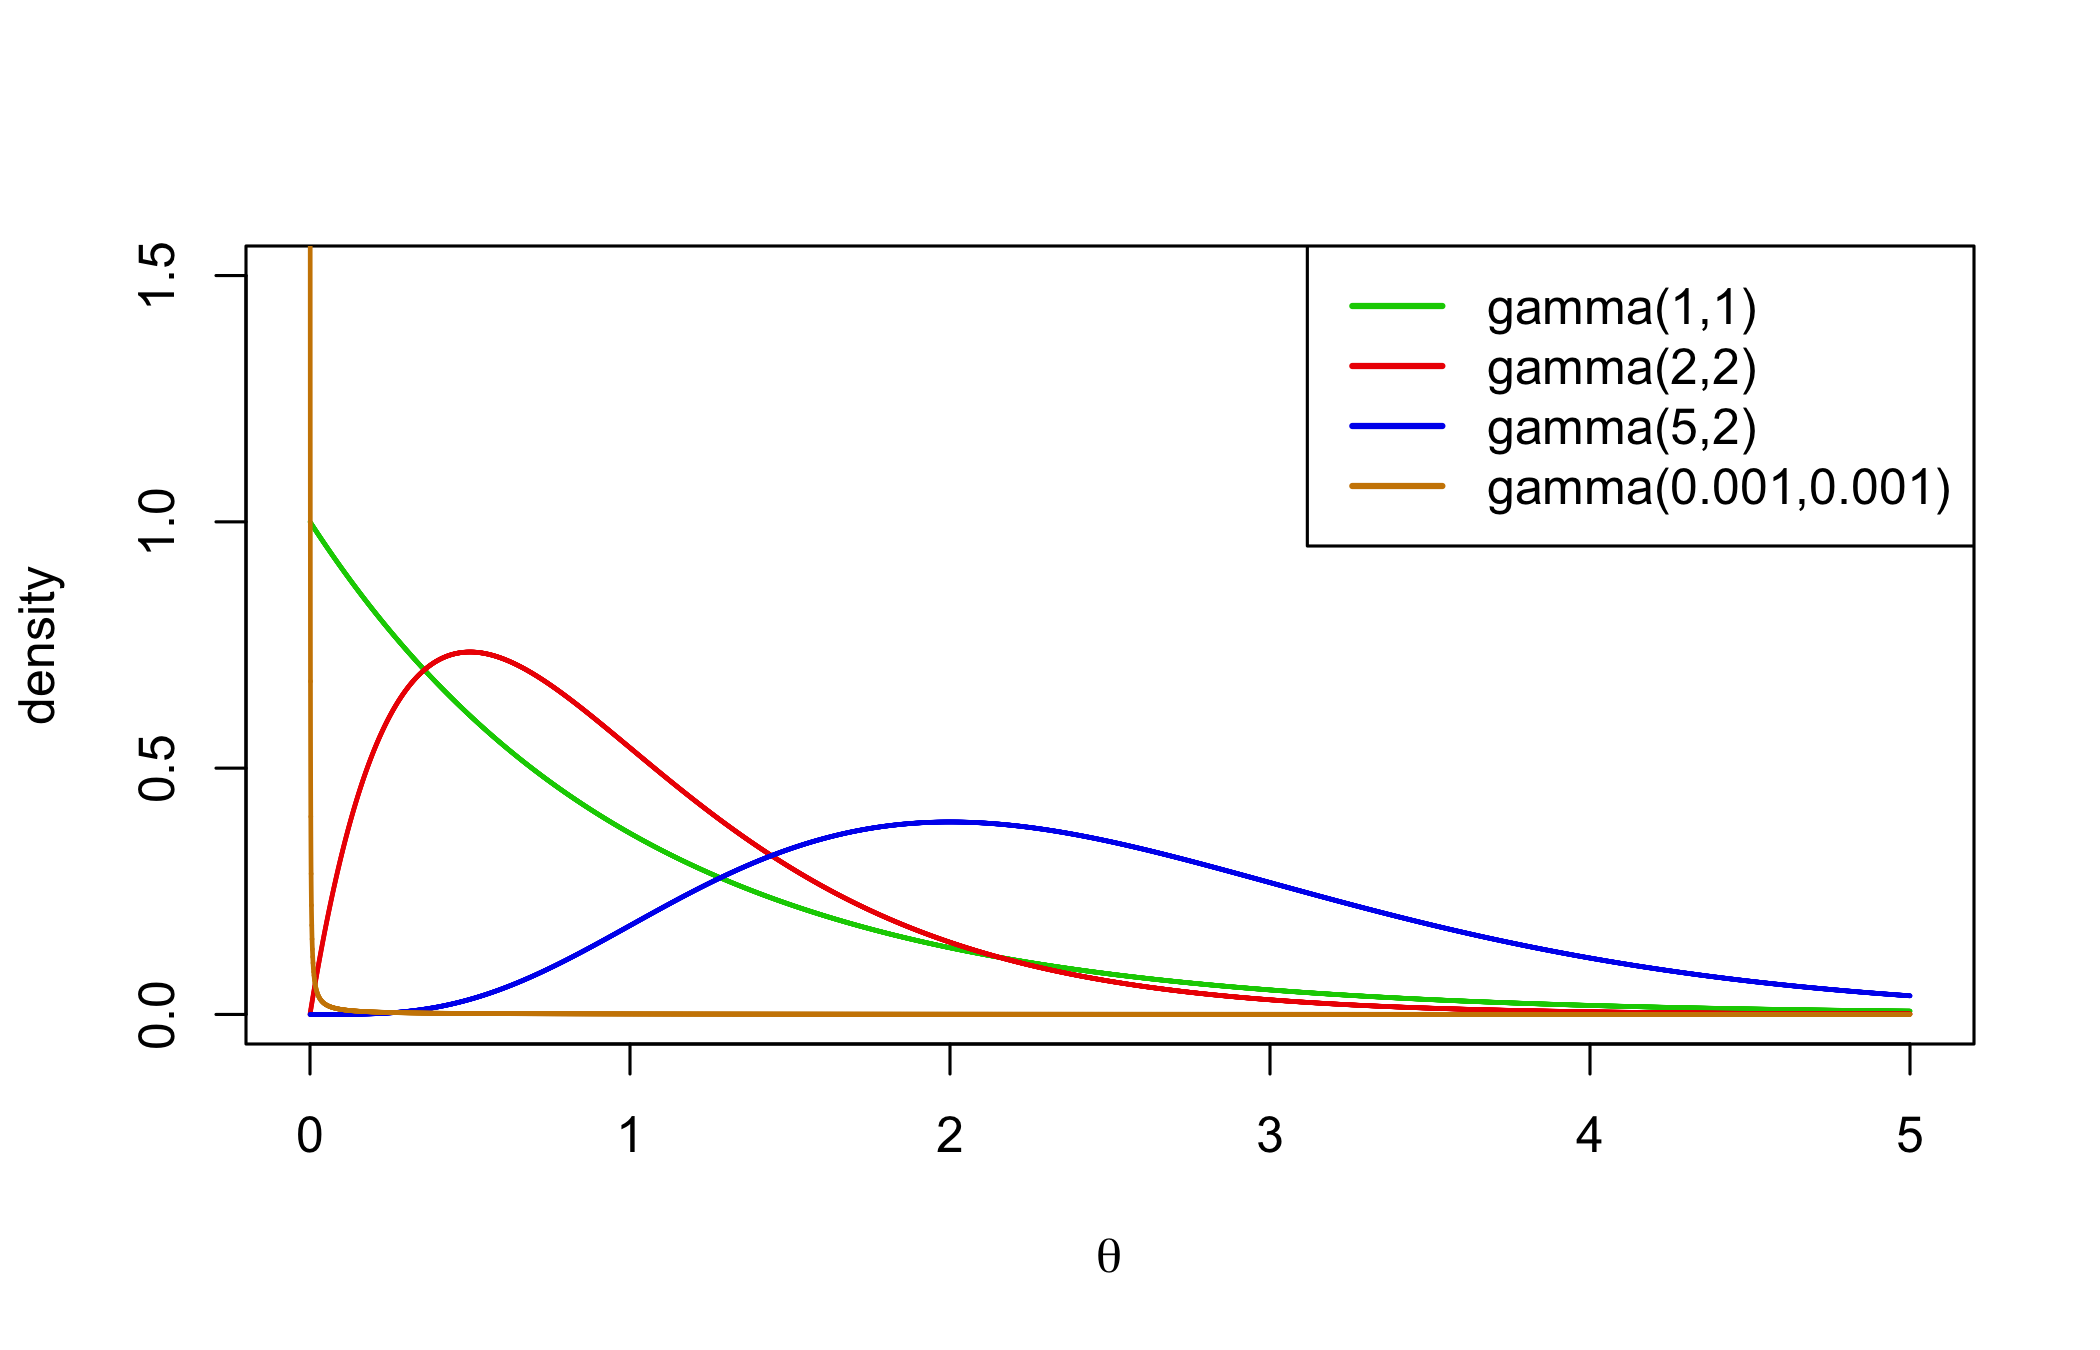 gamma(1,1)
gamma(2,2)
gamma(5,2)
gamma(0.001,0.001)
density
1.5
1.0
0.5
0.0
0 1 2 3 4 5
θ